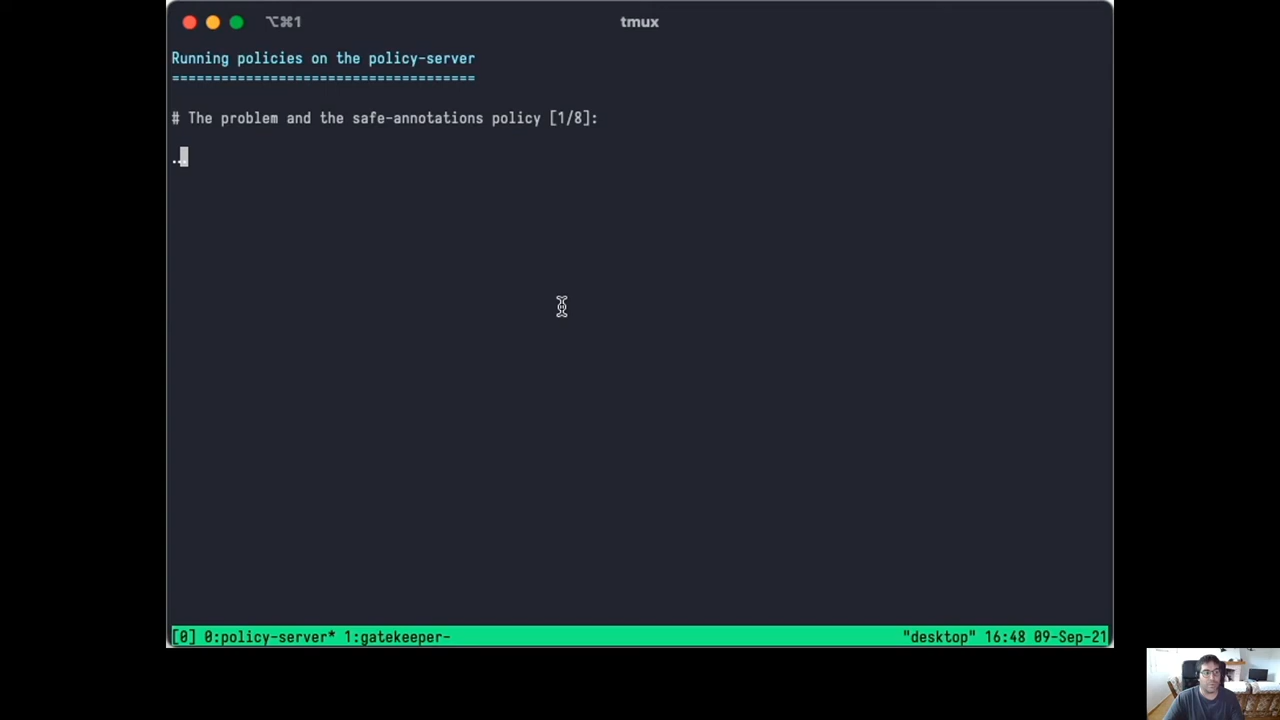 ⌥⌘1
tmux
Running policies on the policy-server
=====================================
# The problem and the safe-annotations policy [1/8]:
...
[0] 0:policy-server* 1:gatekeeper- "desktop" 16:48 09-Sep-21